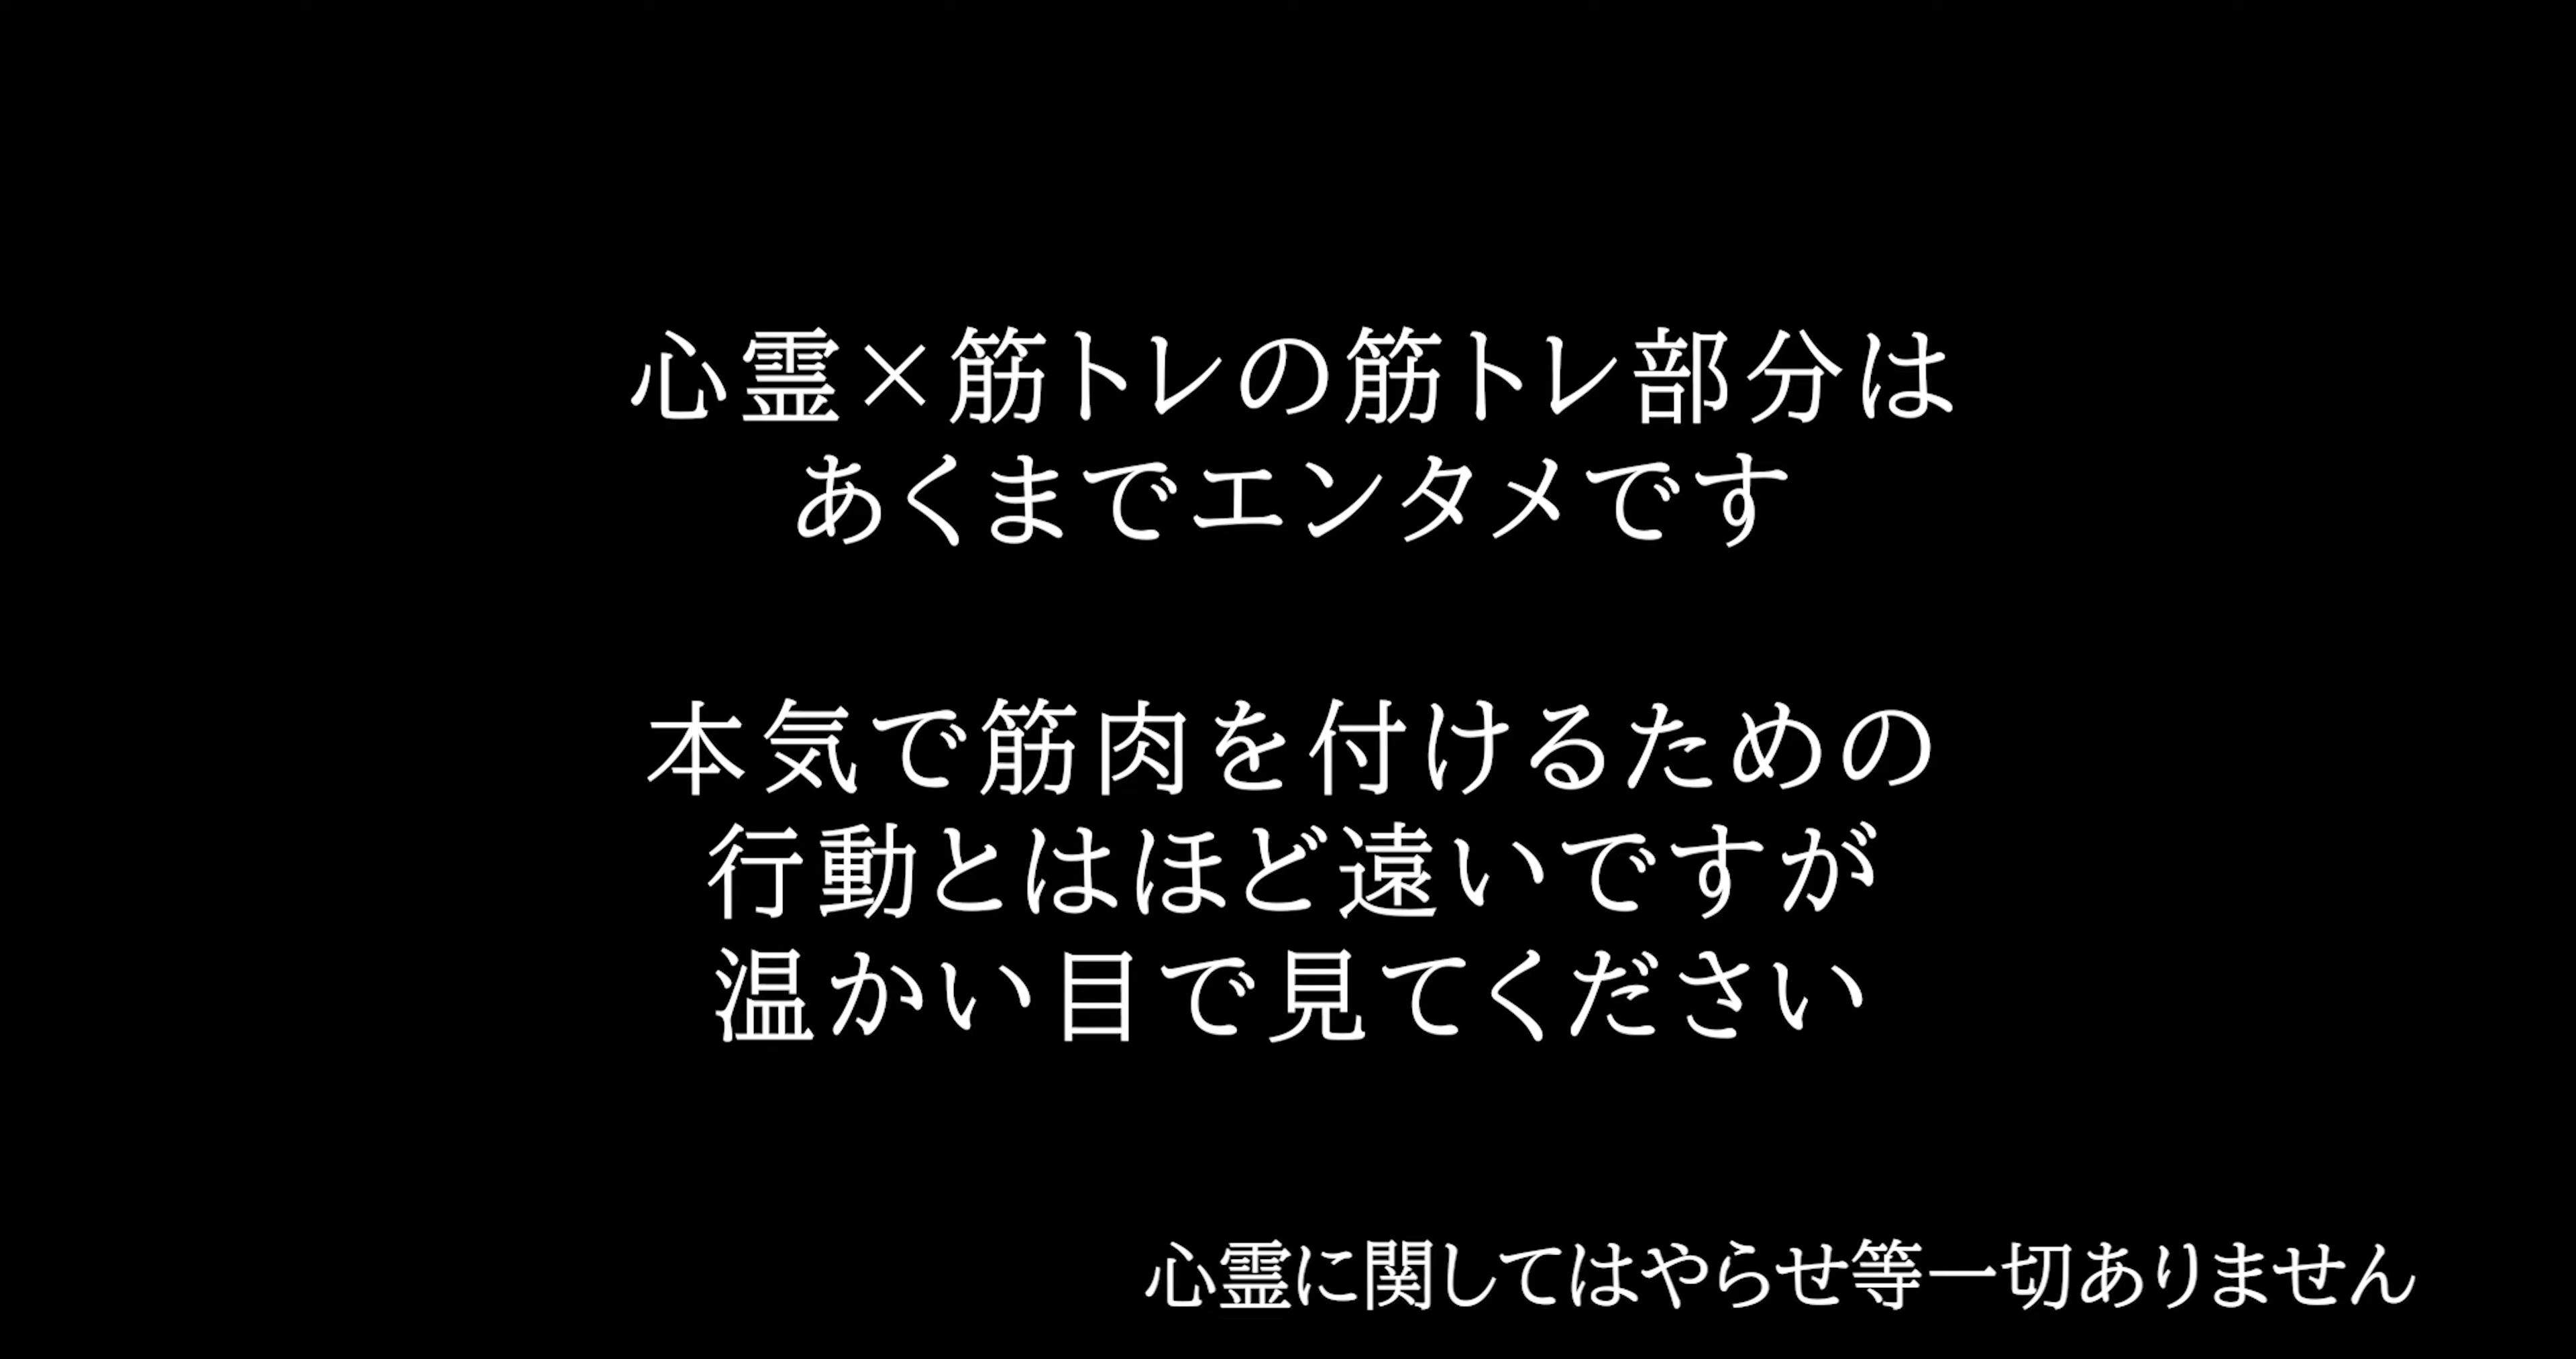 心霊×筋トレの筋トレ部分は
あくまでエンタメです
本気で筋肉を付けるための
行動とはほど遠いですが
温かい目で見てください
心霊に関してはやらせ等一切ありません